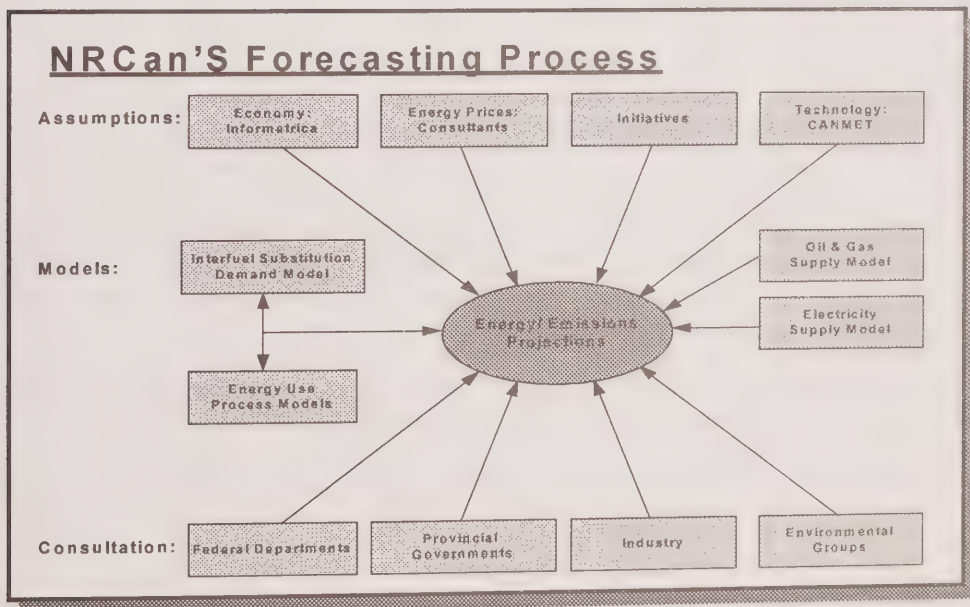 NRCan'S Forecasting Process
Assumptions:
Economy:
Informetrica
Energy Prices:
Consultants
Initiatives
Technology:
CANMET
Models:
Interfuel Substitution
Demand Model
Oil & Gas
Supply Model
Energy/ Emissions
Projections
Electricity
Supply Model
Energy Use
Process Models
Consultation:
Federal Departments
Provincial
Governments
Industry
Environmental
Groups